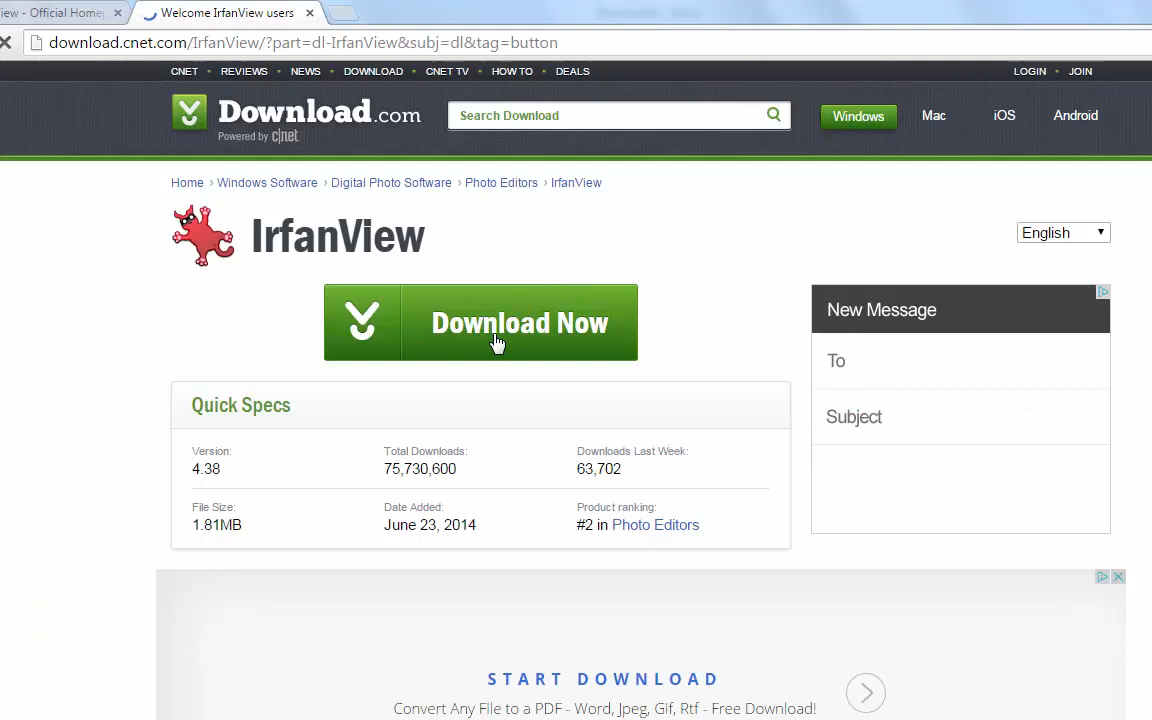 iew - Official Home
Welcome IrfanView users
download.cnet.com/IrfanView/?part=dl-IrfanView&subj=dl&tag=button
CNET REVIEWS NEWS DOWNLOAD CNET TV HOW TO DEALS LOGIN JOIN
Download.com
Powered by c|net
Search Download
Windows Mac iOS Android
Home › Windows Software › Digital Photo Software › Photo Editors › IrfanView
IrfanView
English
Download Now
New Message
To
Subject
Quick Specs
Version: Total Downloads: Downloads Last Week:
4.38 75,730,600 63,702
File Size: Date Added: Product ranking:
1.81MB June 23, 2014 #2 in Photo Editors
START DOWNLOAD
Convert Any File to a PDF - Word, Jpeg, Gif, Rtf - Free Download!